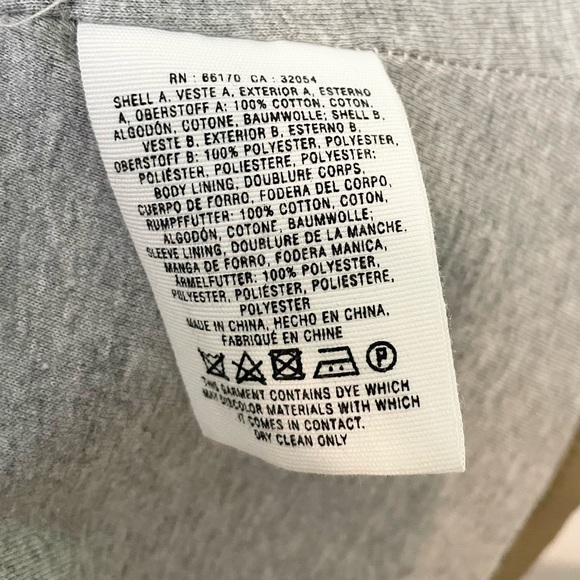 RN : 66170 CA : 32054
SHELL A, VESTE A, EXTERIOR A, ESTERNO
A, OBERSTOFF A: 100% COTTON, COTON,
ALGODÓN, COTONE, BAUMWOLLE; SHELL B,
VESTE B, EXTERIOR B, ESTERNO B,
OBERSTOFF B: 100% POLYESTER, POLYESTER,
POLIÉSTER, POLIESTERE, POLYESTER;
BODY LINING, DOUBLURE CORPS,
CUERPO DE FORRO, FODERA DEL CORPO,
RUMPFFUTTER: 100% COTTON, COTON,
ALGODÓN, COTONE, BAUMWOLLE;
SLEEVE LINING, DOUBLURE DE LA MANCHE,
MANGA DE FORRO, FODERA MANICA,
ÄRMELFUTTER: 100% POLYESTER,
POLYESTER, POLIÉSTER, POLIESTERE,
POLYESTER
MADE IN CHINA, HECHO EN CHINA,
FABRIQUÉ EN CHINE
P
THIS GARMENT CONTAINS DYE WHICH
MAY DISCOLOR MATERIALS WITH WHICH
IT COMES IN CONTACT.
DRY CLEAN ONLY